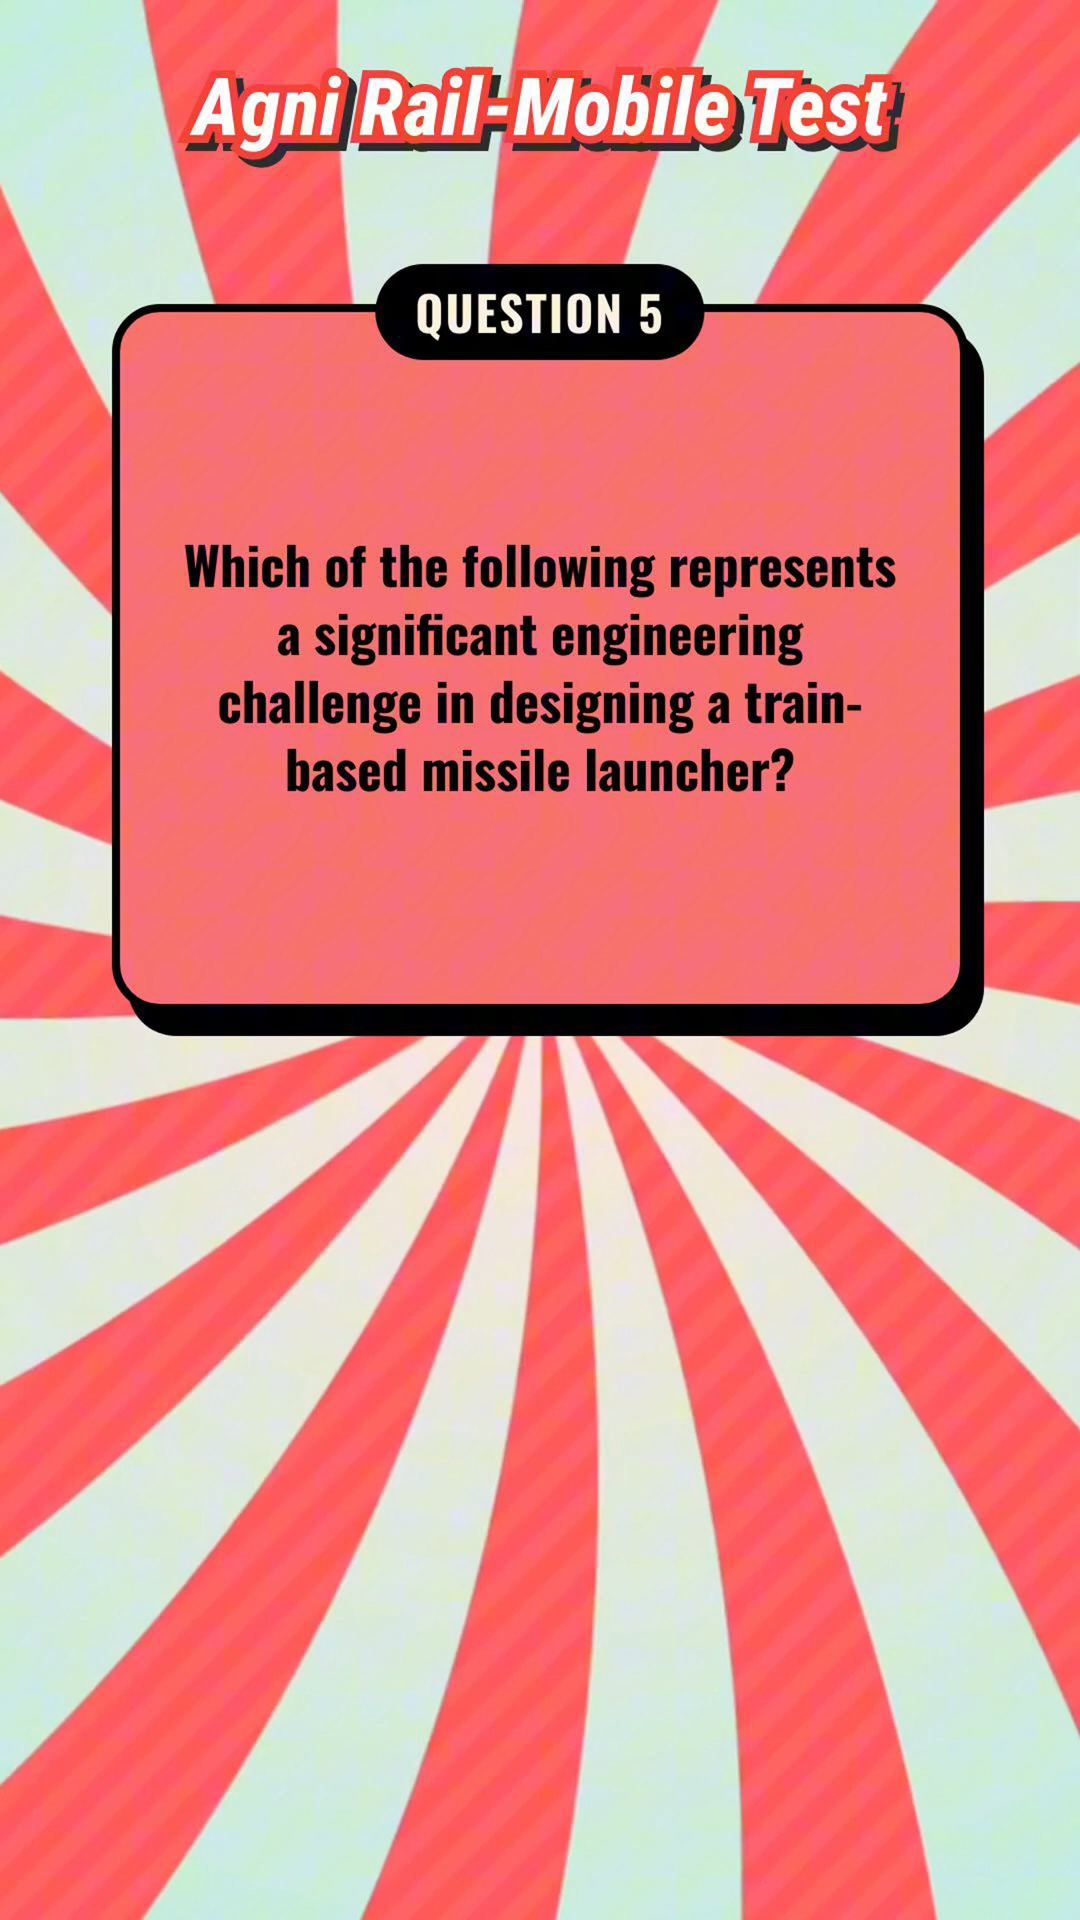 Agni Rail-Mobile Test
QUESTION 5
Which of the following represents
a significant engineering
challenge in designing a train-
based missile launcher?